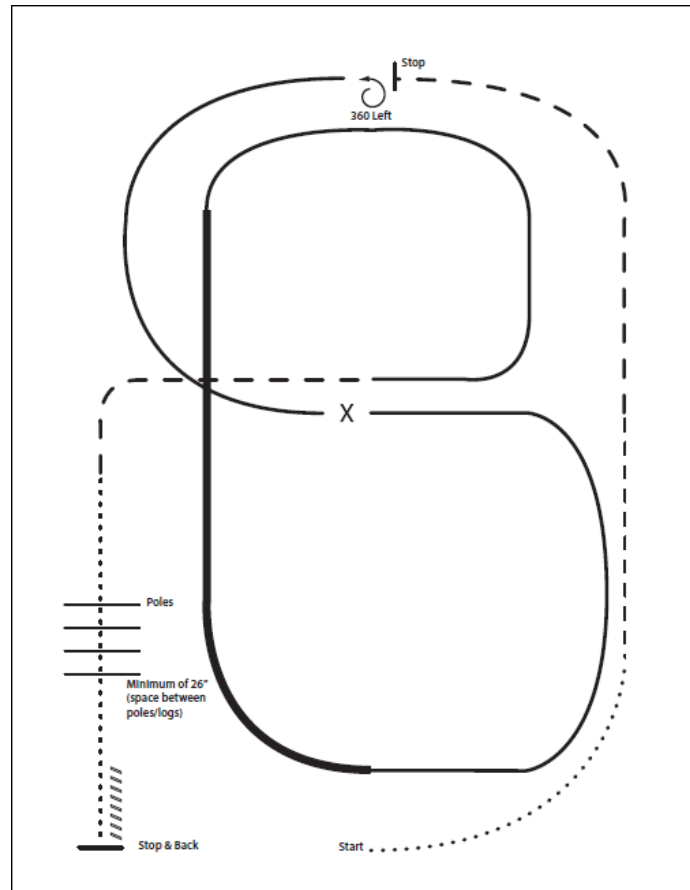 Stop
360 Left
X
Poles
Minimum of 26"
(space between
poles/logs)
Stop & Back
Start